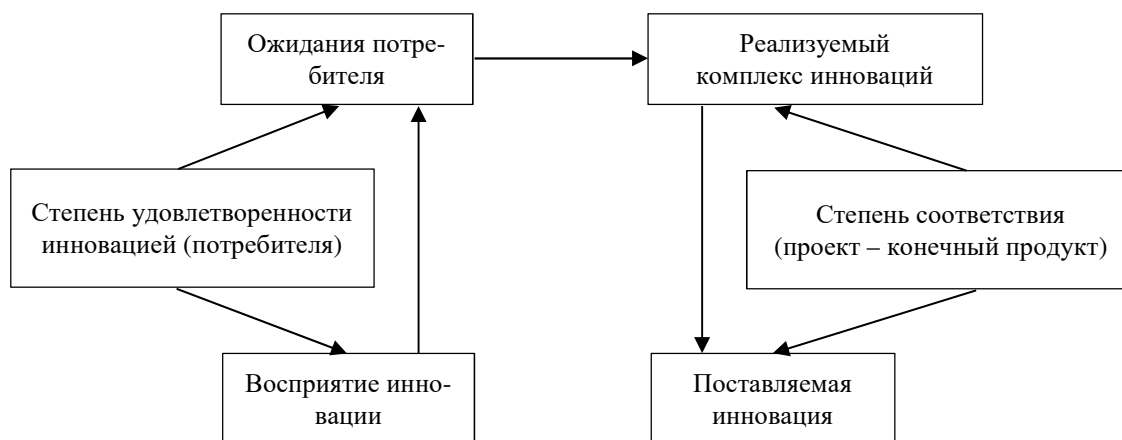 Ожидания потре-
бителя
Реализуемый
комплекс инноваций
Степень удовлетворенности
инновацией (потребителя)
Степень соответствия
(проект – конечный продукт)
Восприятие инно-
вации
Поставляемая
инновация